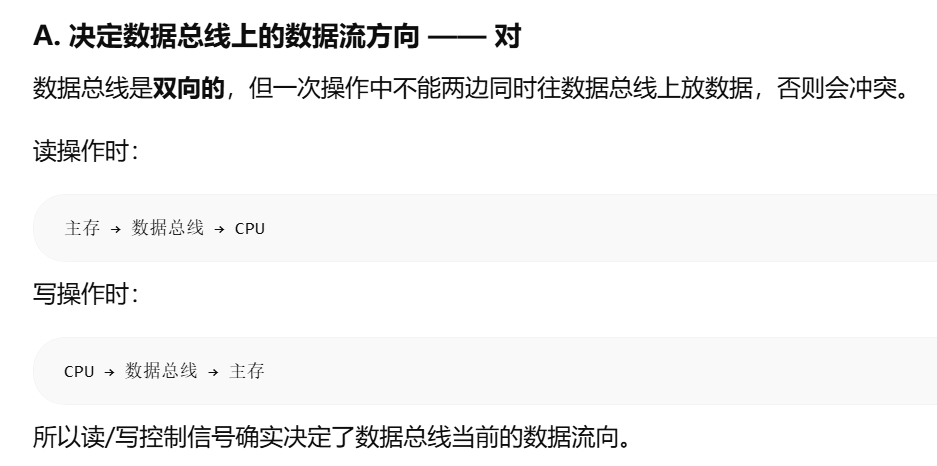 A. 决定数据总线上的数据流方向 —— 对
数据总线是双向的，但一次操作中不能两边同时往数据总线上放数据，否则会冲突。
读操作时：
主存 → 数据总线 → CPU
写操作时：
CPU → 数据总线 → 主存
所以读/写控制信号确实决定了数据总线当前的数据流向。